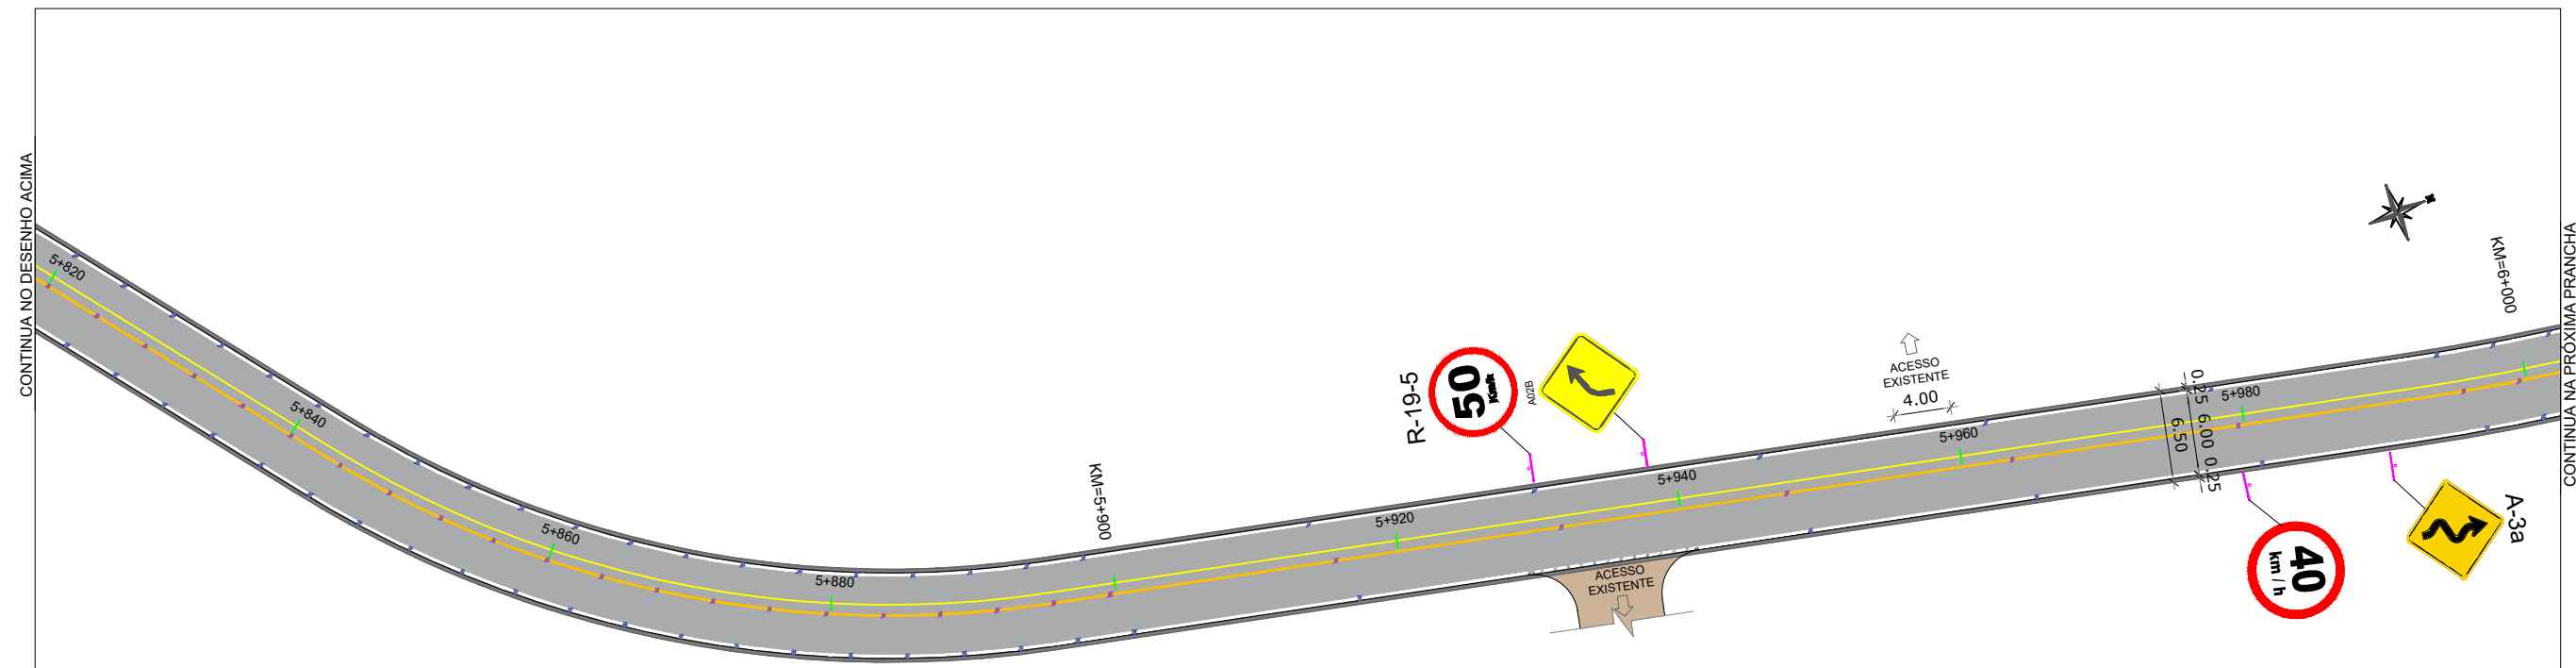 CONTINUA NO DESENHO ACIMA
5+820
5+840
5+860
5+880
KM=5+900
5+920
R-19-5
50
Km/h
A02B
5+940
ACESSO
EXISTENTE
ACESSO
EXISTENTE
4.00
5+960
0.25
6.00
0.25
6.50
5+980
40
km / h
A-3a
KM=6+000
CONTINUA NA PRÓXIMA PRANCHA